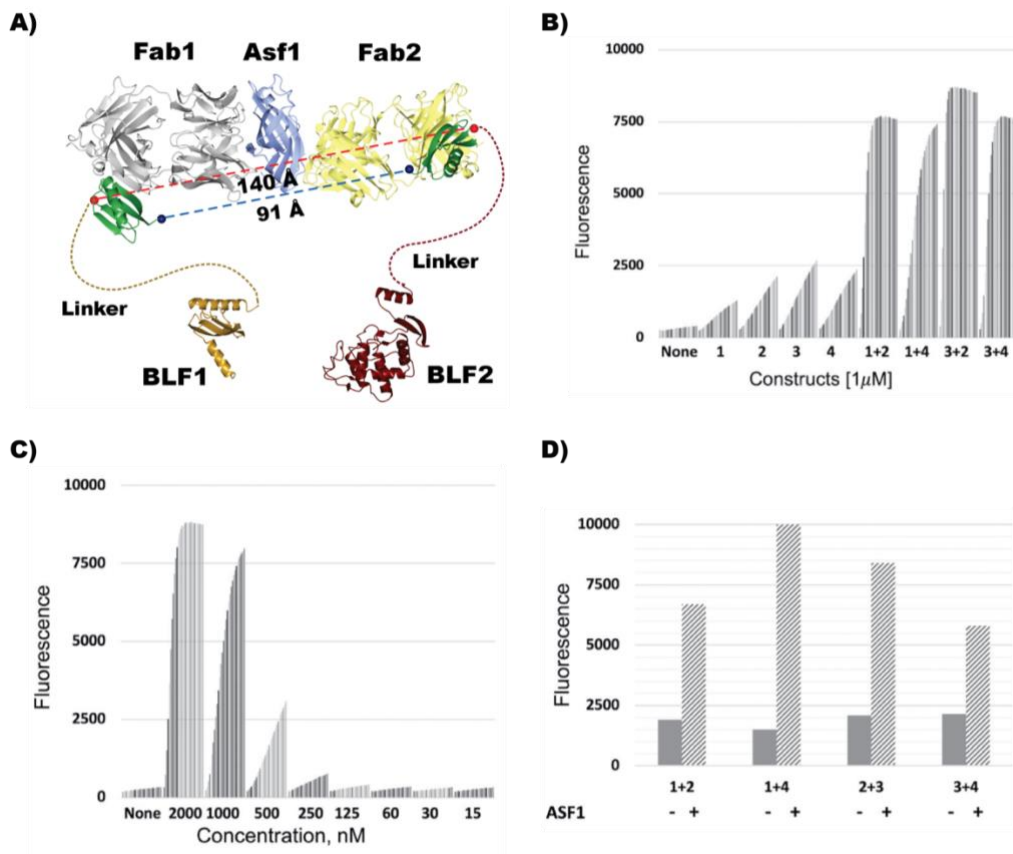 A)
Fab1 Asf1 Fab2
140 Å
91 Å
Linker
Linker
BLF1
BLF2
B)
10000
7500
5000
2500
0
Fluorescence
None 1 2 3 4 1+2 1+4 3+2 3+4
Constructs [1μM]
C)
10000
7500
5000
2500
0
Fluorescence
None 2000 1000 500 250 125 60 30 15
Concentration, nM
D)
10000
7500
5000
2500
0
Fluorescence
1+2 1+4 2+3 3+4
ASF1 - + - + - + - +